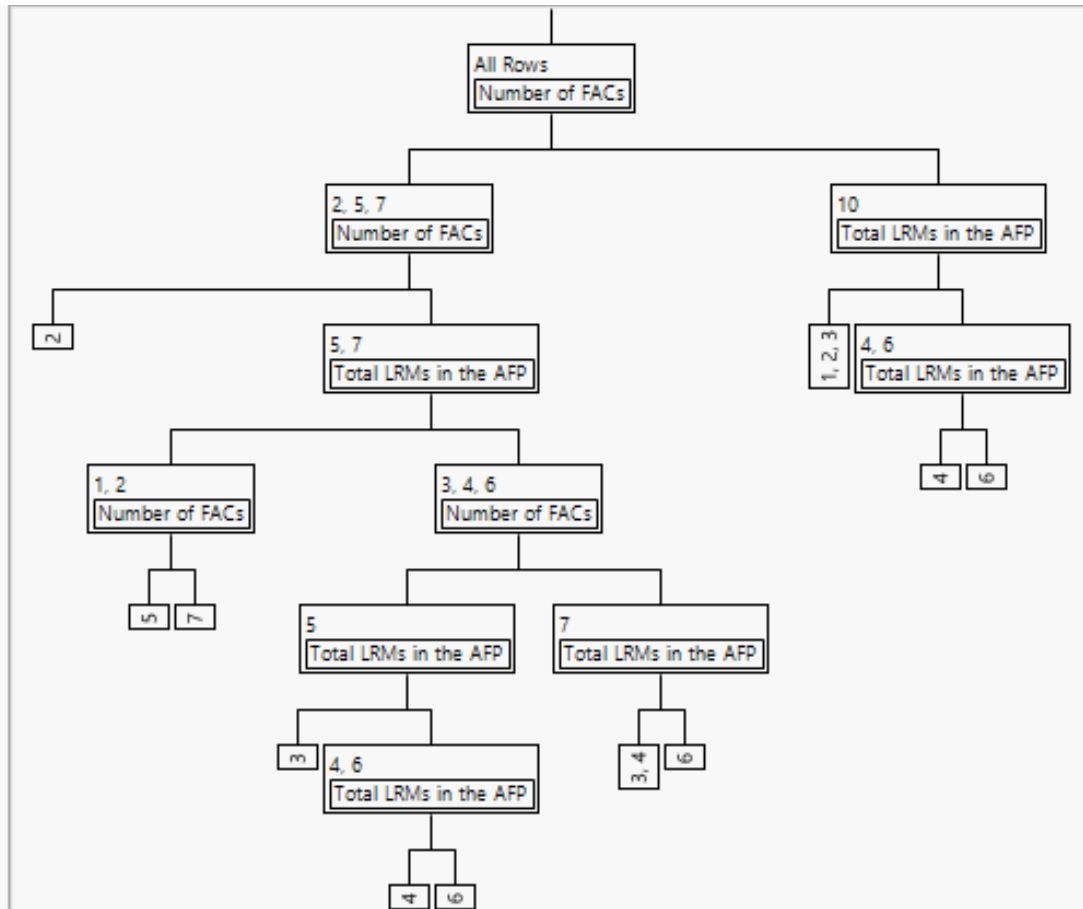 All Rows
Number of FACs
2, 5, 7
Number of FACs
10
Total LRMs in the AFP
2
5, 7
Total LRMs in the AFP
1, 2, 3
4, 6
Total LRMs in the AFP
1, 2
Number of FACs
3, 4, 6
Number of FACs
4
6
5
7
5
Total LRMs in the AFP
7
Total LRMs in the AFP
3
4, 6
Total LRMs in the AFP
3, 4
6
4
6